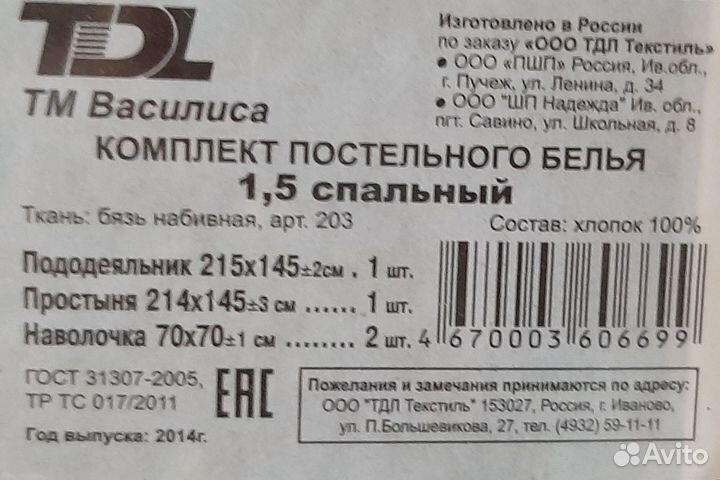 TDL
ТМ Василиса
Изготовлено в России
по заказу «ООО ТДЛ Текстиль»
● ООО «ПШП» Россия, Ив.обл.,
г. Пучеж, ул. Ленина, д. 34
● ООО "ШП Надежда" Ив. обл.,
пгт. Савино, ул. Школьная, д. 8
КОМПЛЕКТ ПОСТЕЛЬНОГО БЕЛЬЯ
1,5 спальный
Ткань: бязь набивная, арт. 203
Состав: хлопок 100%
Пододеяльник 215х145±2см . 1 шт.
Простыня 214х145±3 см ...... 1 шт.
Наволочка 70х70±1 см ........ 2 шт.
4 670003 606699
ГОСТ 31307-2005,
ТР ТС 017/2011
ЕАС
Год выпуска: 2014г.
Пожелания и замечания принимаются по адресу:
ООО "ТДЛ Текстиль" 153027, Россия, г. Иваново,
ул. П.Большевикова, 27, тел. (4932) 59-11-11
Avito